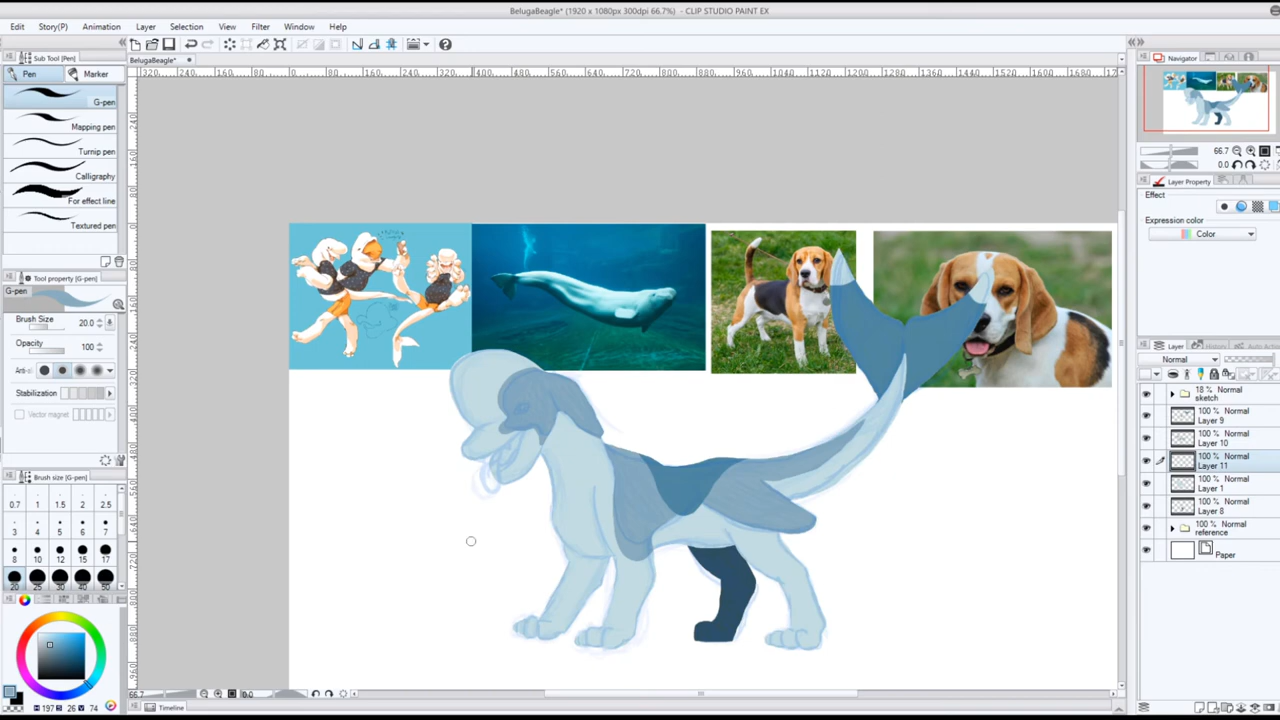 BelugaBeagle* (1920 x 1080px 300dpi 66.7%) - CLIP STUDIO PAINT EX
Edit Story(P) Animation Layer Selection View Filter Window Help
Sub Tool [Pen]
BelugaBeagle*
Navigator
Pen Marker
G-pen
Mapping pen
Turnip pen
Calligraphy
For effect line
Textured pen
66.7
0.0
Layer Property
Effect
Expression color
Color
Tool property [G-pen]
G-pen
Brush Size 20.0
Opacity 100
Stabilization
Vector magnet
Layer
History
Normal
18 % Normal
sketch
100 % Normal
Layer 9
100 % Normal
Layer 10
100 % Normal
Layer 11
100 % Normal
Layer 1
100 % Normal
Layer 8
100 % Normal
reference
Paper
Brush size [G-pen]
0.7 1 1.5 2 2.5
3 4 5 6 7
8 10 12 15 17
20 25 30 40 50
197 26 74
66.7 0.0
Timeline